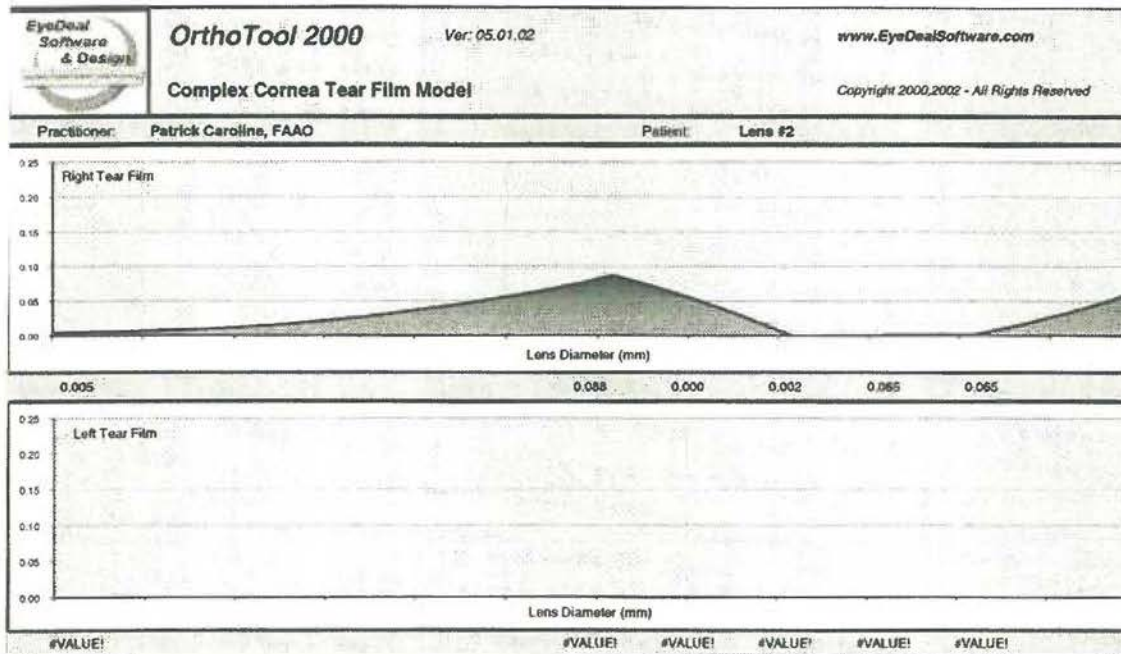 EyeDeal
Software
& Design
OrthoTool 2000 Ver: 05.01.02 www.EyeDealSoftware.com
Complex Cornea Tear Film Model Copyright 2000,2002 - All Rights Reserved
Practitioner: Patrick Caroline, FAAO Patient: Lens #2
0.25
Right Tear Film
0.20
0.15
0.10
0.05
0.00
Lens Diameter (mm)
0.005 0.088 0.000 0.002 0.065 0.065
0.25
Left Tear Film
0.20
0.15
0.10
0.05
0.00
Lens Diameter (mm)
#VALUE! #VALUE! #VALUE! #VALUE! #VALUE! #VALUE!